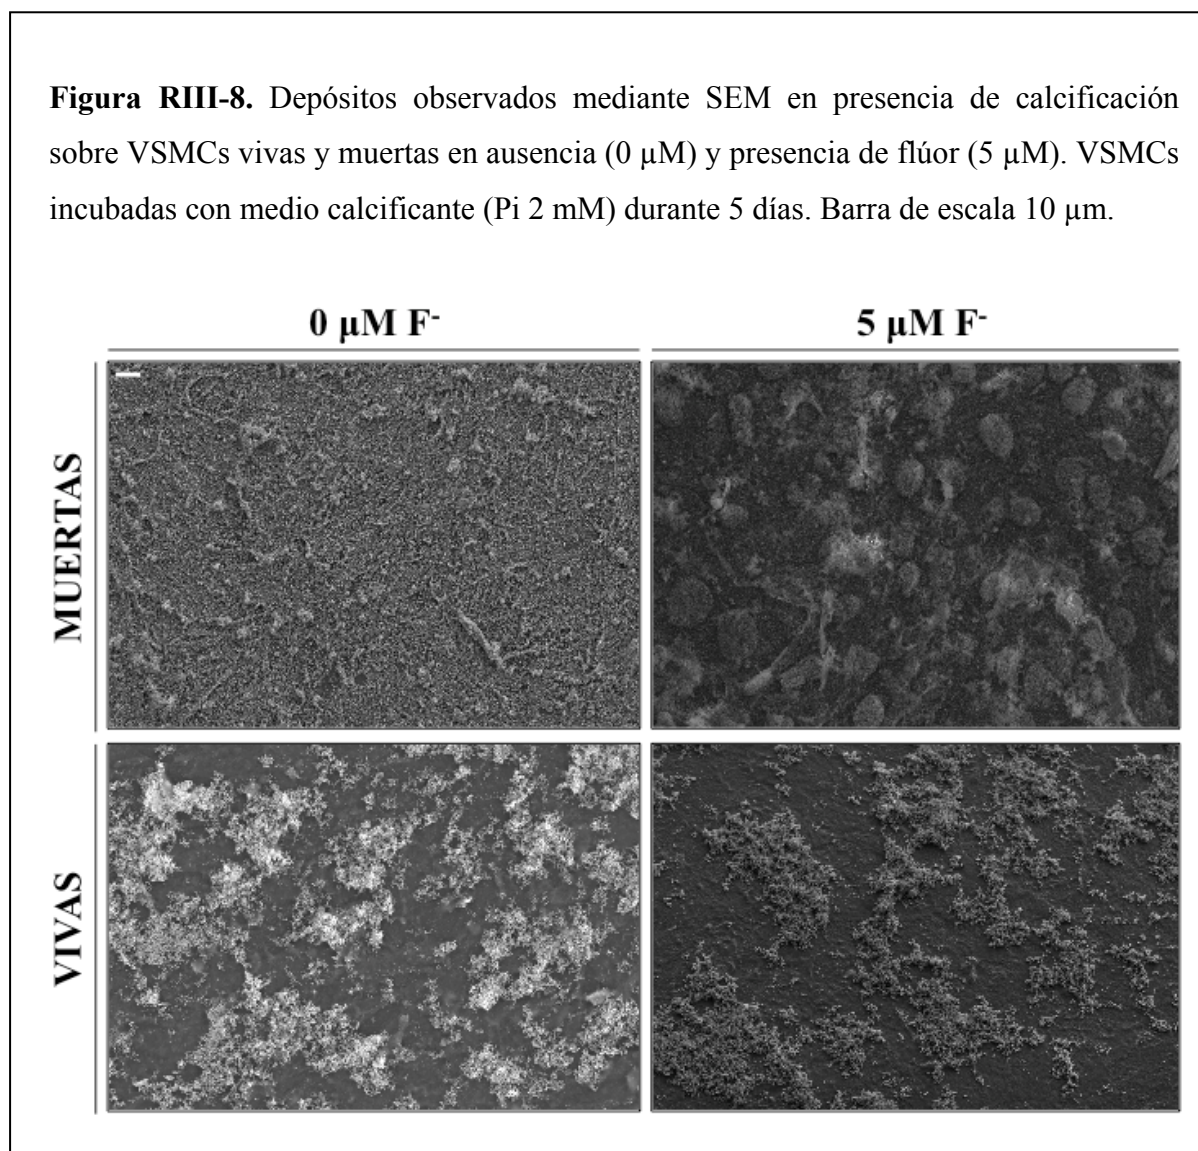 Figura RIII-8. Depósitos observados mediante SEM en presencia de calcificación
sobre VSMCs vivas y muertas en ausencia (0 µM) y presencia de flúor (5 µM). VSMCs
incubadas con medio calcificante (Pi 2 mM) durante 5 días. Barra de escala 10 µm.
0 µM F-
5 µM F-
MUERTAS
VIVAS